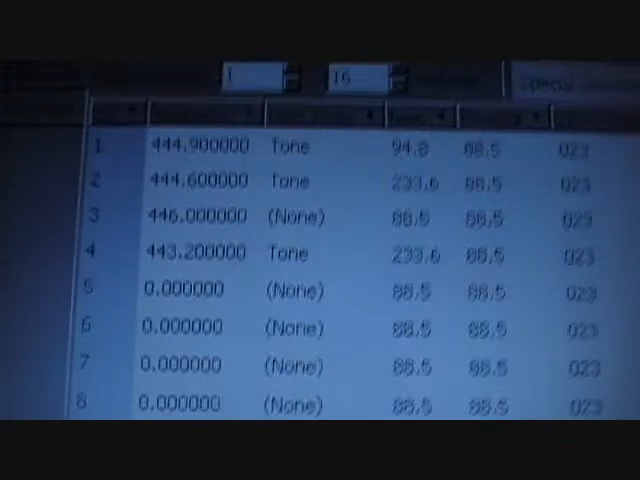 1 16 Special
1 444.900000 Tone 94.8 88.5 023
2 444.600000 Tone 233.6 88.5 023
3 446.000000 (None) 88.5 88.5 023
4 443.200000 Tone 233.6 88.5 023
5 0.000000 (None) 88.5 88.5 023
6 0.000000 (None) 88.5 88.5 023
7 0.000000 (None) 88.5 88.5 023
8 0.000000 (None) 88.5 88.5 023